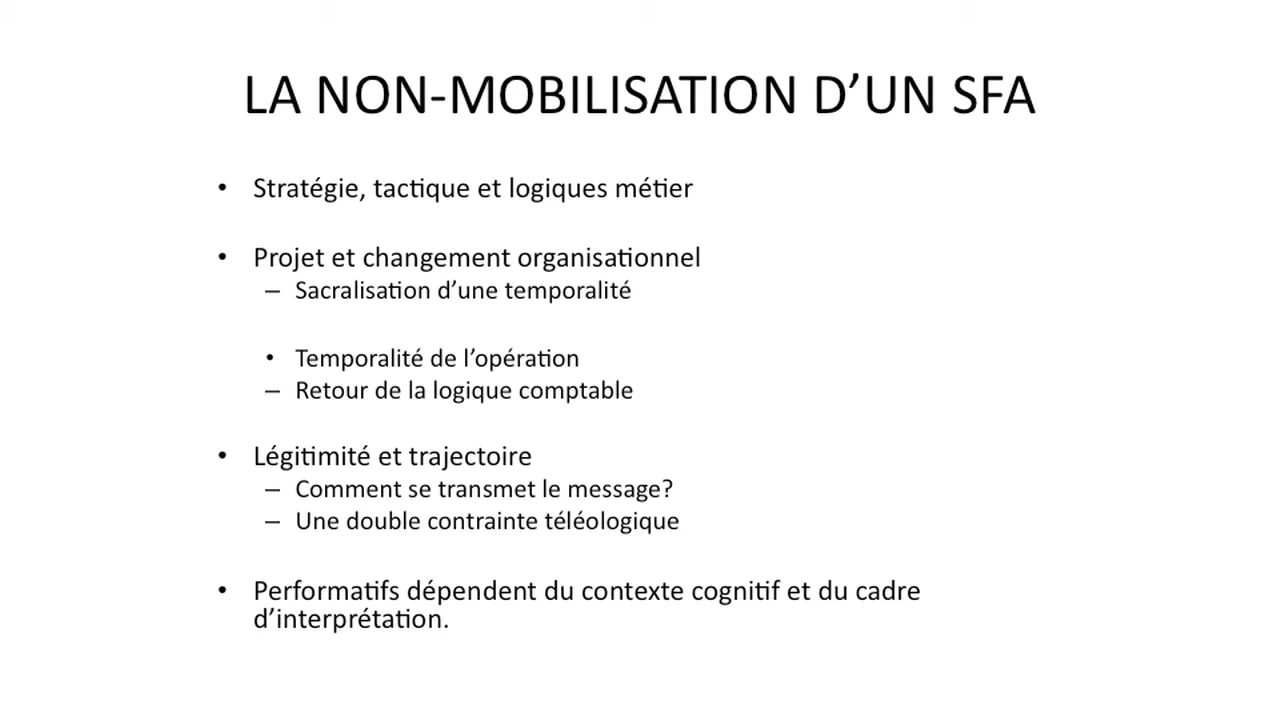 LA NON-MOBILISATION D’UN SFA
• Stratégie, tactique et logiques métier
• Projet et changement organisationnel
– Sacralisation d’une temporalité
• Temporalité de l’opération
– Retour de la logique comptable
• Légitimité et trajectoire
– Comment se transmet le message?
– Une double contrainte téléologique
• Performatifs dépendent du contexte cognitif et du cadre
d’interprétation.